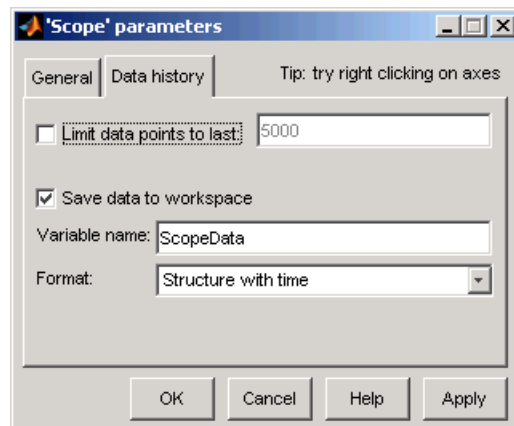 'Scope' parameters
General Data history Tip: try right clicking on axes
Limit data points to last: 5000
Save data to workspace
Variable name: ScopeData
Format: Structure with time
OK Cancel Help Apply